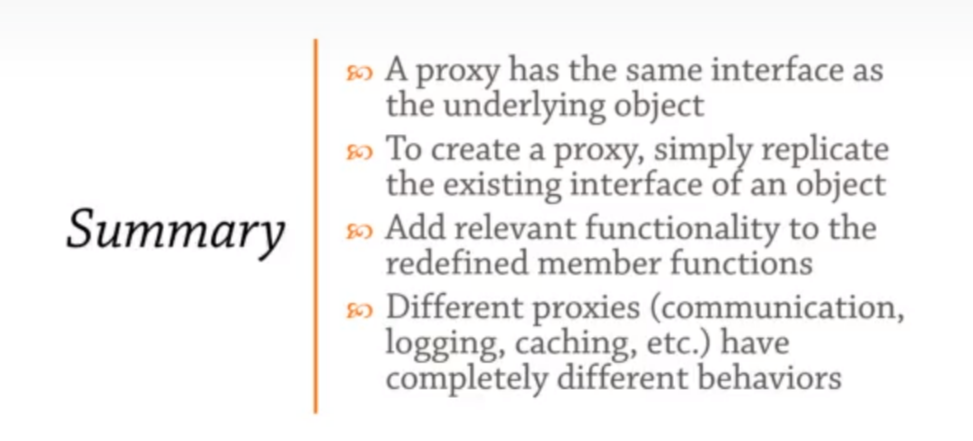 Summary
A proxy has the same interface as
the underlying object
To create a proxy, simply replicate
the existing interface of an object
Add relevant functionality to the
redefined member functions
Different proxies (communication,
logging, caching, etc.) have
completely different behaviors